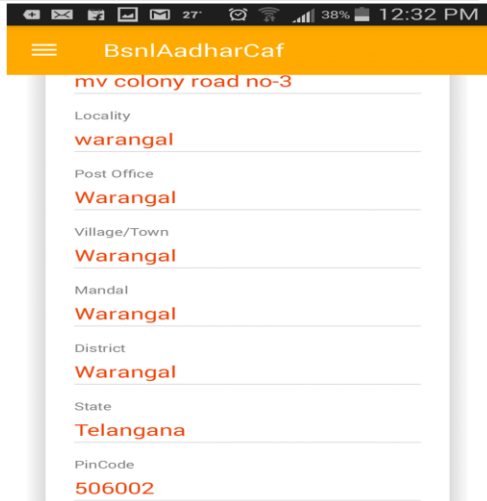 27° 38% 12:32 PM
BsnlAadharCaf
mv colony road no-3
Locality
warangal
Post Office
Warangal
Village/Town
Warangal
Mandal
Warangal
District
Warangal
State
Telangana
PinCode
506002